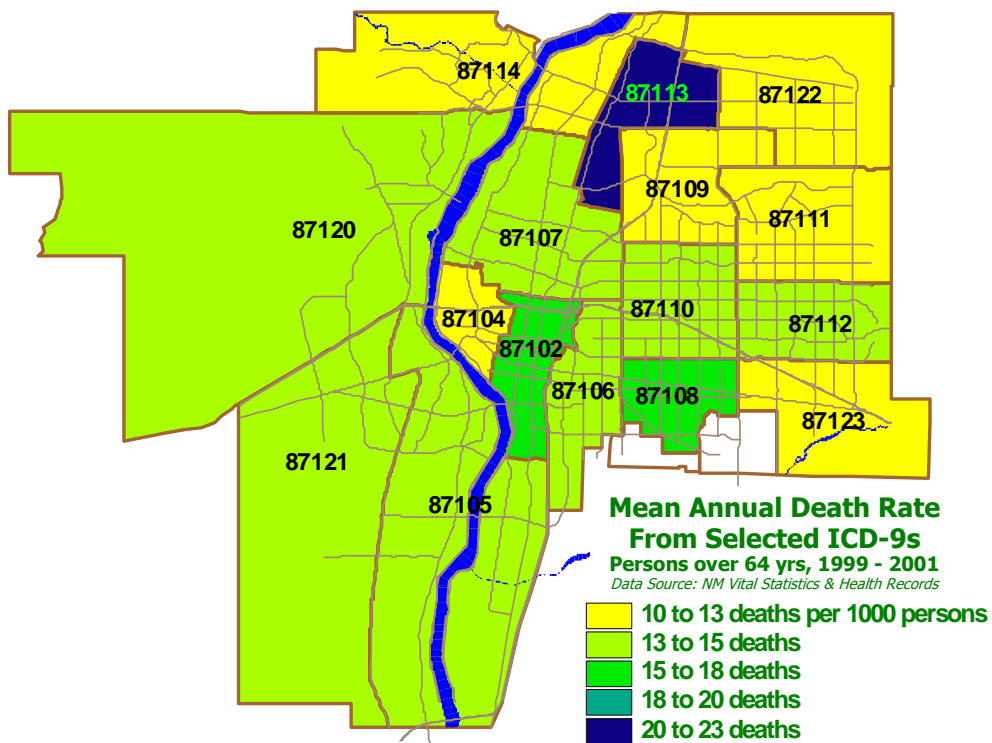 87114
87113
87122
87109
87111
87120
87107
87110
87104
87112
87102
87106
87108
87123
87121
87105
Mean Annual Death Rate
From Selected ICD-9s
Persons over 64 yrs, 1999 - 2001
Data Source: NM Vital Statistics & Health Records
10 to 13 deaths per 1000 persons
13 to 15 deaths
15 to 18 deaths
18 to 20 deaths
20 to 23 deaths